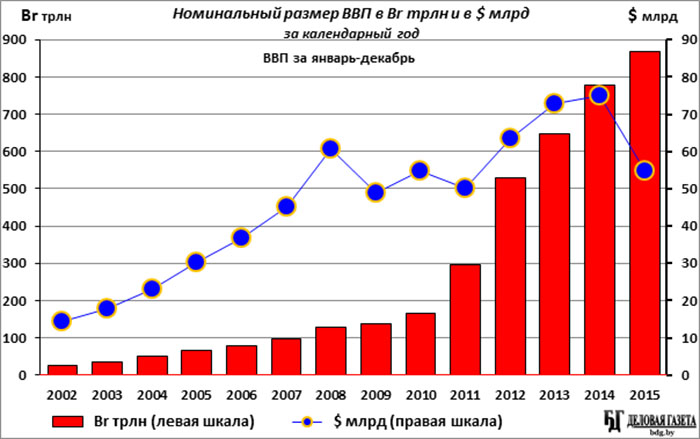 Номинальный размер ВВП в Br трлн и в $ млрд
за календарный год
Br трлн
$ млрд
ВВП за январь-декабрь
900
800
700
600
500
400
300
200
100
0
90
80
70
60
50
40
30
20
10
0
2002 2003 2004 2005 2006 2007 2008 2009 2010 2011 2012 2013 2014 2015
Br трлн (левая шкала)
$ млрд (правая шкала)
БДГ ДЕЛОВАЯ ГАЗЕТА
bdg.by